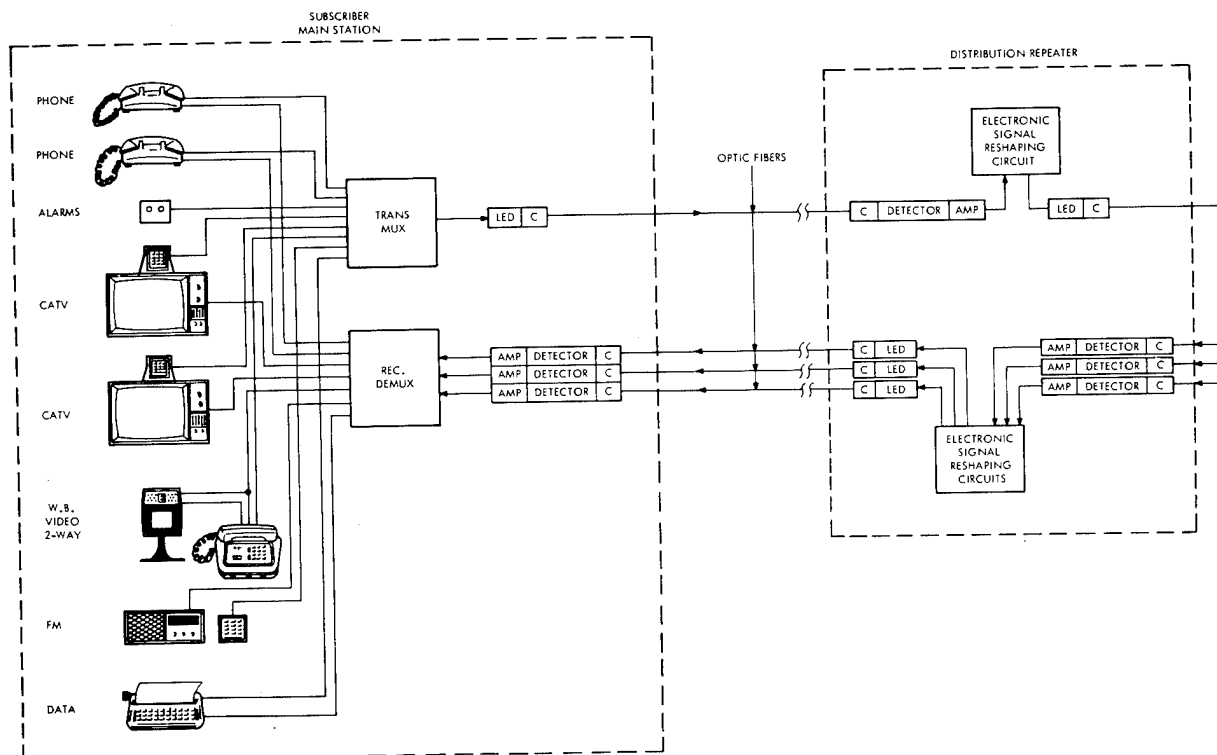 SUBSCRIBER
MAIN STATION
DISTRIBUTION REPEATER
PHONE
PHONE
ALARMS
CATV
CATV
W.B.
VIDEO
2-WAY
FM
DATA
TRANS
MUX
LED C
OPTIC FIBERS
C DETECTOR AMP
ELECTRONIC
SIGNAL
RESHAPING
CIRCUIT
LED C
REC.
DEMUX
AMP DETECTOR C
AMP DETECTOR C
AMP DETECTOR C
C LED
C LED
C LED
AMP DETECTOR C
AMP DETECTOR C
AMP DETECTOR C
ELECTRONIC
SIGNAL
RESHAPING
CIRCUITS